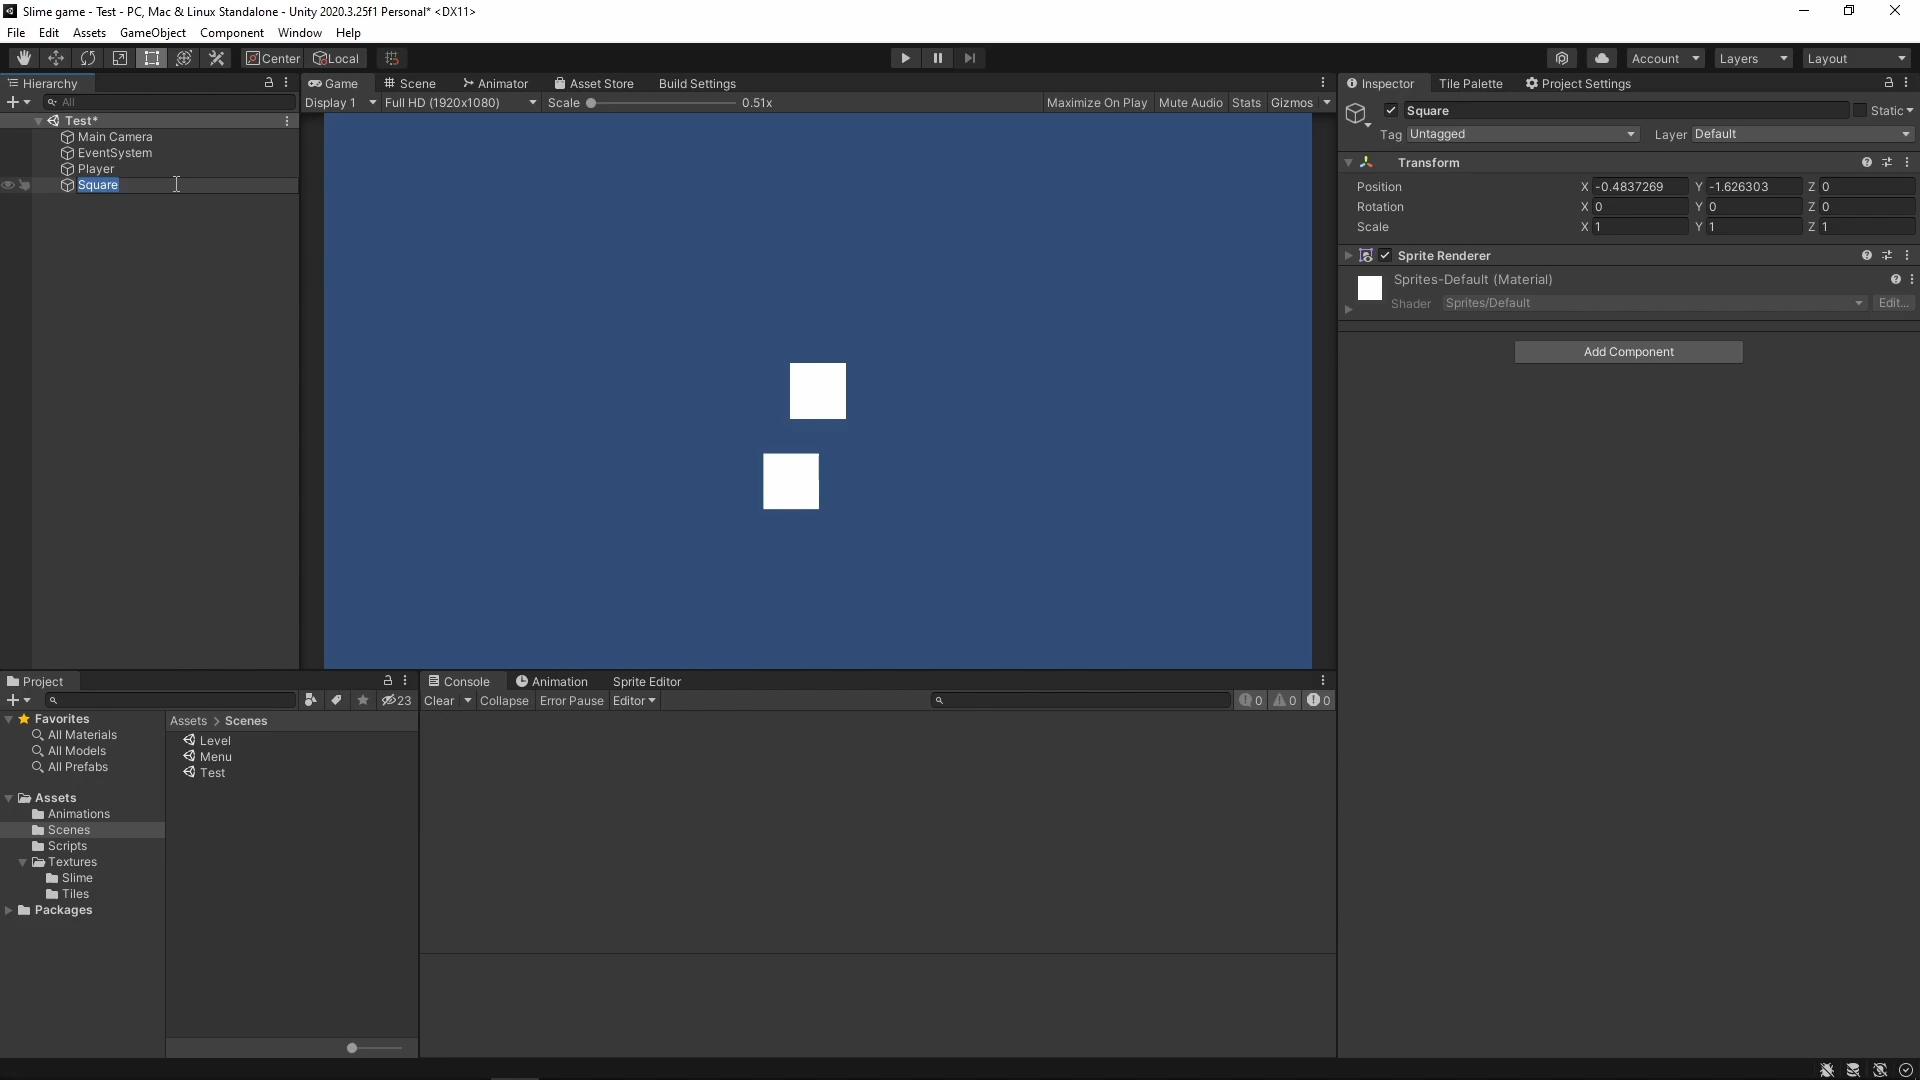 Slime game - Test - PC, Mac & Linux Standalone - Unity 2020.3.25f1 Personal* <DX11>
File Edit Assets GameObject Component Window Help
Center Local Account Layers Layout
Hierarchy
All
Test*
Main Camera
EventSystem
Player
Square
Game Scene Animator Asset Store Build Settings
Display 1 Full HD (1920x1080) Scale 0.51x Maximize On Play Mute Audio Stats Gizmos
Inspector Tile Palette Project Settings
Square Static
Tag Untagged Layer Default
Transform
Position X -0.4837269 Y -1.626303 Z 0
Rotation X 0 Y 0 Z 0
Scale X 1 Y 1 Z 1
Sprite Renderer
Sprites-Default (Material)
Shader Sprites/Default Edit...
Add Component
Project
23
Favorites
All Materials
All Models
All Prefabs
Assets
Animations
Scenes
Scripts
Textures
Slime
Tiles
Packages
Assets > Scenes
Level
Menu
Test
Console Animation Sprite Editor
Clear Collapse Error Pause Editor 0 0 0